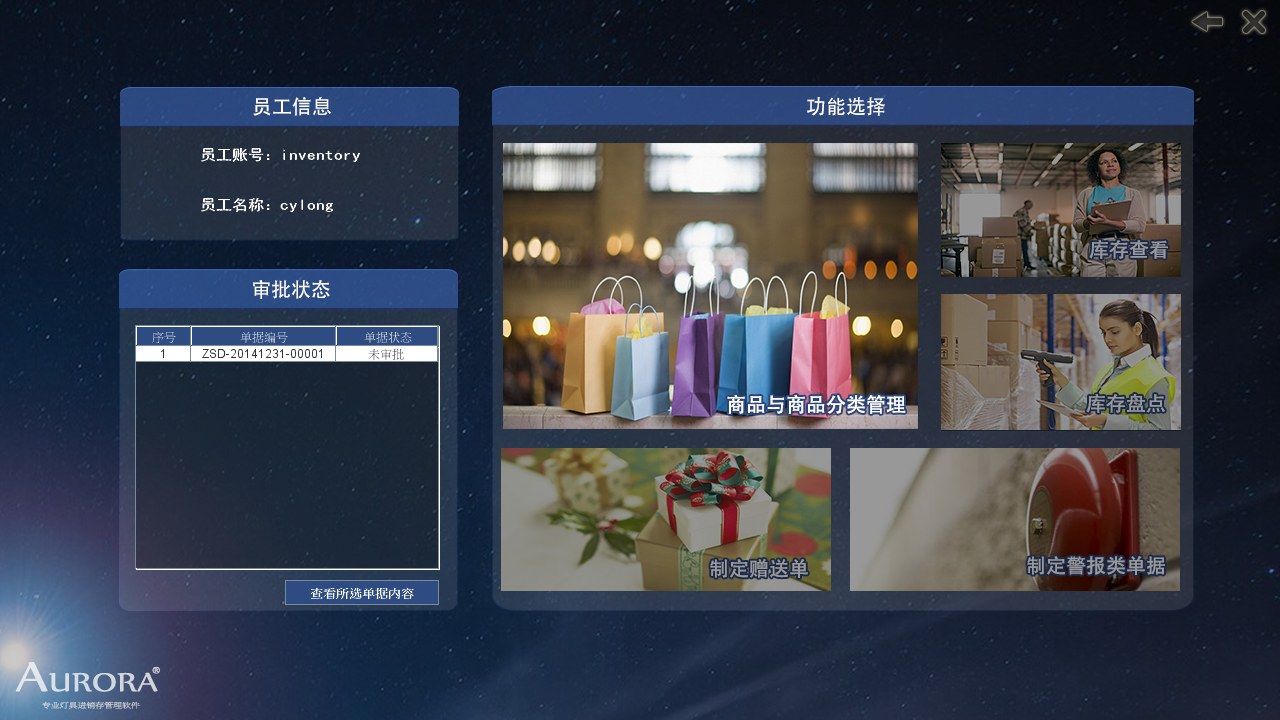 员工信息
员工账号：inventory
员工名称：cylong
审批状态
序号 单据编号 单据状态
1 ZSD-20141231-00001 未审批
查看所选单据内容
功能选择
商品与商品分类管理
库存查看
库存盘点
制定赠送单
制定警报类单据
AURORA®
专业灯具进销存管理软件